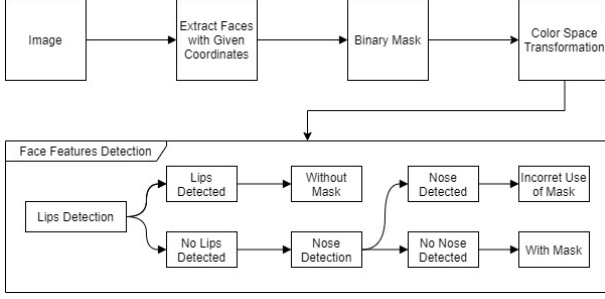 Image
Extract Faces
with Given
Coordinates
Binary Mask
Color Space
Transformation
Face Features Detection
Lips Detection
Lips
Detected
Without
Mask
Nose
Detected
Incorret Use
of Mask
No Lips
Detected
Nose
Detection
No Nose
Detected
With Mask